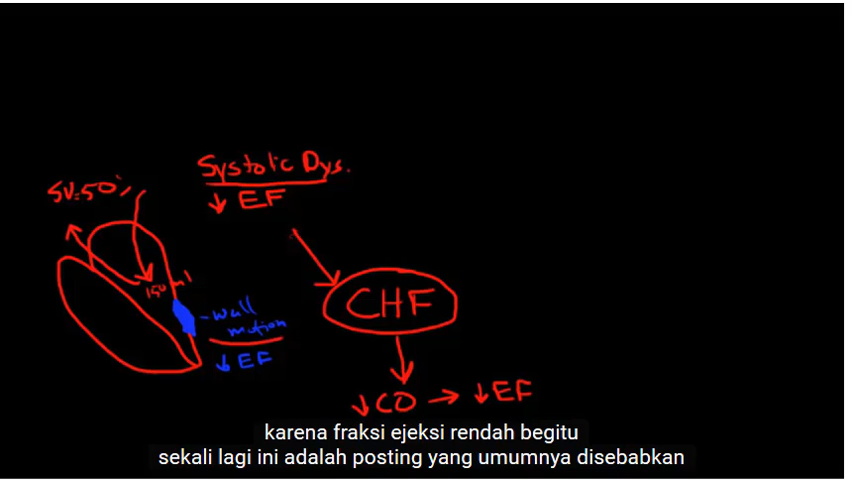 Systolic Dys.
↓ EF
SV=50
150 ml
- wall
motion
↓ EF
CHF
↓ CO → ↓ EF
karena fraksi ejeksi rendah begitu
sekali lagi ini adalah posting yang umumnya disebabkan